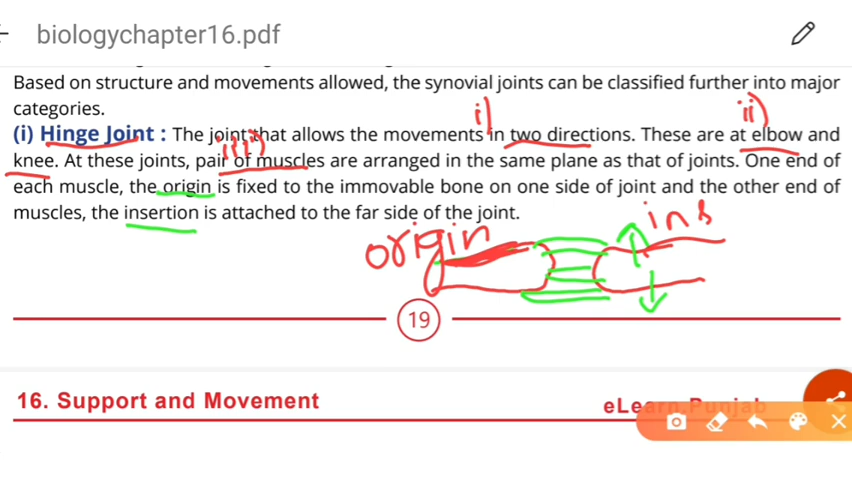 biologychapter16.pdf
Based on structure and movements allowed, the synovial joints can be classified further into major
categories.
i) ii)
(i) Hinge Joint : The joint that allows the movements in two directions. These are at elbow and
iii)
knee. At these joints, pair of muscles are arranged in the same plane as that of joints. One end of
each muscle, the origin is fixed to the immovable bone on one side of joint and the other end of
muscles, the insertion is attached to the far side of the joint.
origin ins
19
16. Support and Movement eLearn.Punjab